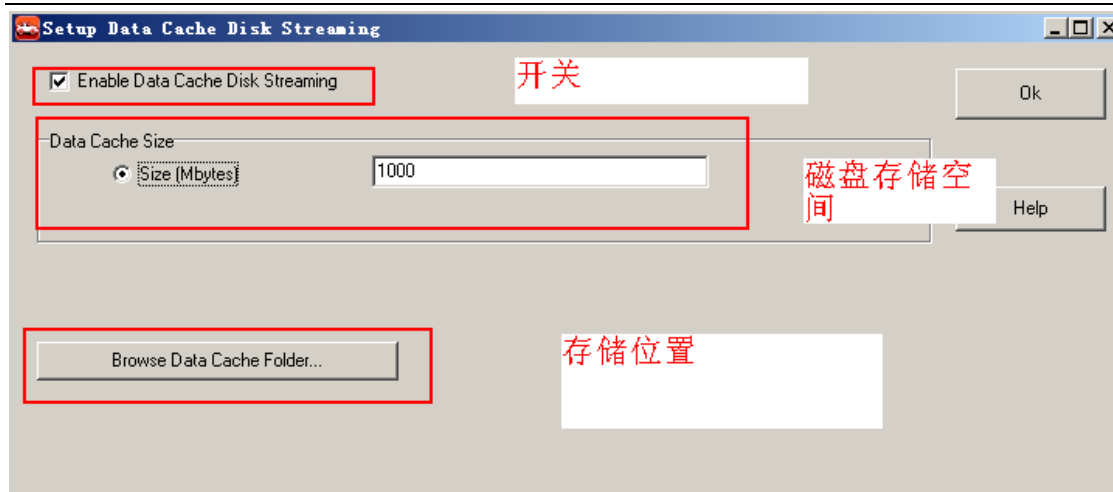 Setup Data Cache Disk Streaming
Enable Data Cache Disk Streaming
开关
Ok
Data Cache Size
Size (Mbytes)
1000
磁盘存储空
间
Help
Browse Data Cache Folder...
存储位置